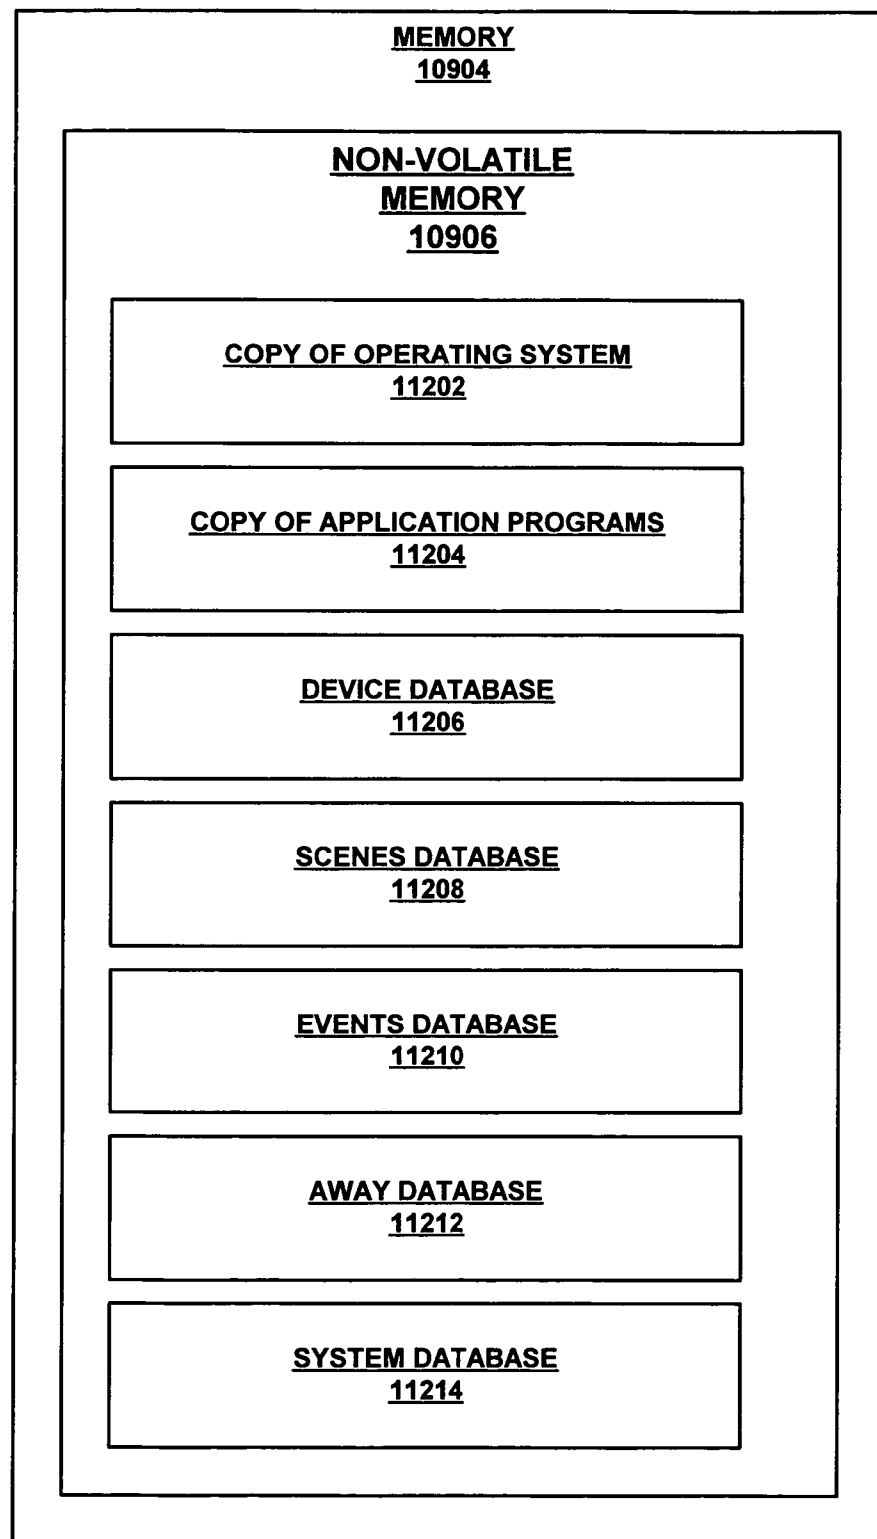 MEMORY
10904
NON-VOLATILE
MEMORY
10906
COPY OF OPERATING SYSTEM
11202
COPY OF APPLICATION PROGRAMS
11204
DEVICE DATABASE
11206
SCENES DATABASE
11208
EVENTS DATABASE
11210
AWAY DATABASE
11212
SYSTEM DATABASE
11214